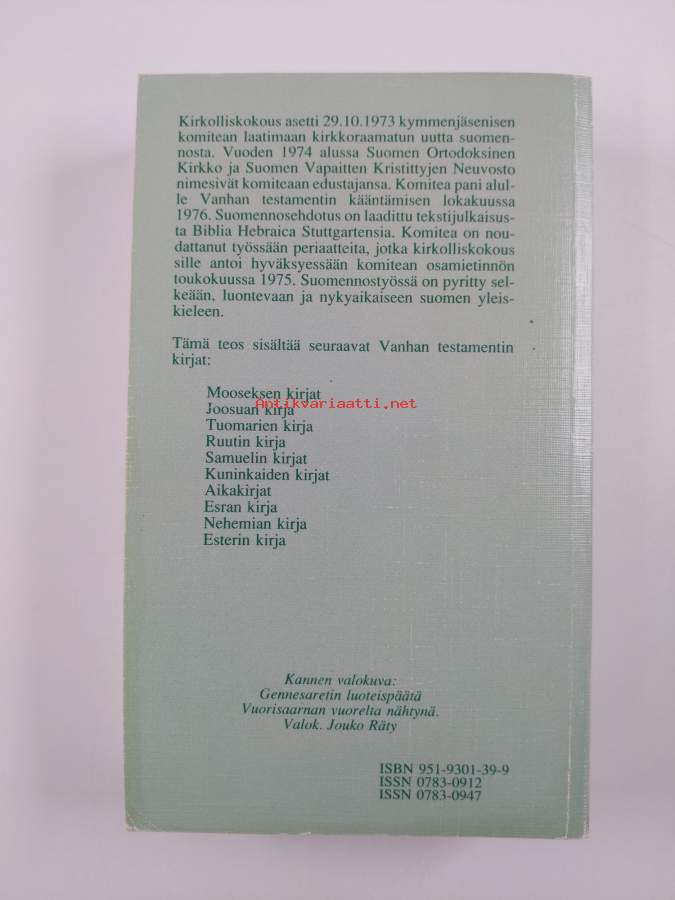 Kirkolliskokous asetti 29.10.1973 kymmenjäsenisen
komitean laatimaan kirkkoraamatun uutta suomen-
nosta. Vuoden 1974 alussa Suomen Ortodoksinen
Kirkko ja Suomen Vapaitten Kristittyjen Neuvosto
nimesivät komiteaan edustajansa. Komitea pani alul-
le Vanhan testamentin kääntämisen lokakuussa
1976. Suomennosehdotus on laadittu tekstijulkaisus-
ta Biblia Hebraica Stuttgartensia. Komitea on nou-
dattanut työssään periaatteita, jotka kirkolliskokous
sille antoi hyväksyessään komitean osamietinnön
toukokuussa 1975. Suomennostyössä on pyritty sel-
keään, luontevaan ja nykyaikaiseen suomen yleis-
kieleen.
Tämä teos sisältää seuraavat Vanhan testamentin
kirjat:
Mooseksen kirjat
Antikvariaatti.net
Joosuan kirja
Tuomarien kirja
Ruutin kirja
Samuelin kirjat
Kuninkaiden kirjat
Aikakirjat
Esran kirja
Nehemian kirja
Esterin kirja
Kannen valokuva:
Gennesaretin luoteispäätä
Vuorisaarnan vuorelta nähtynä.
Valok. Jouko Räty
ISBN 951-9301-39-9
ISSN 0783-0912
ISSN 0783-0947